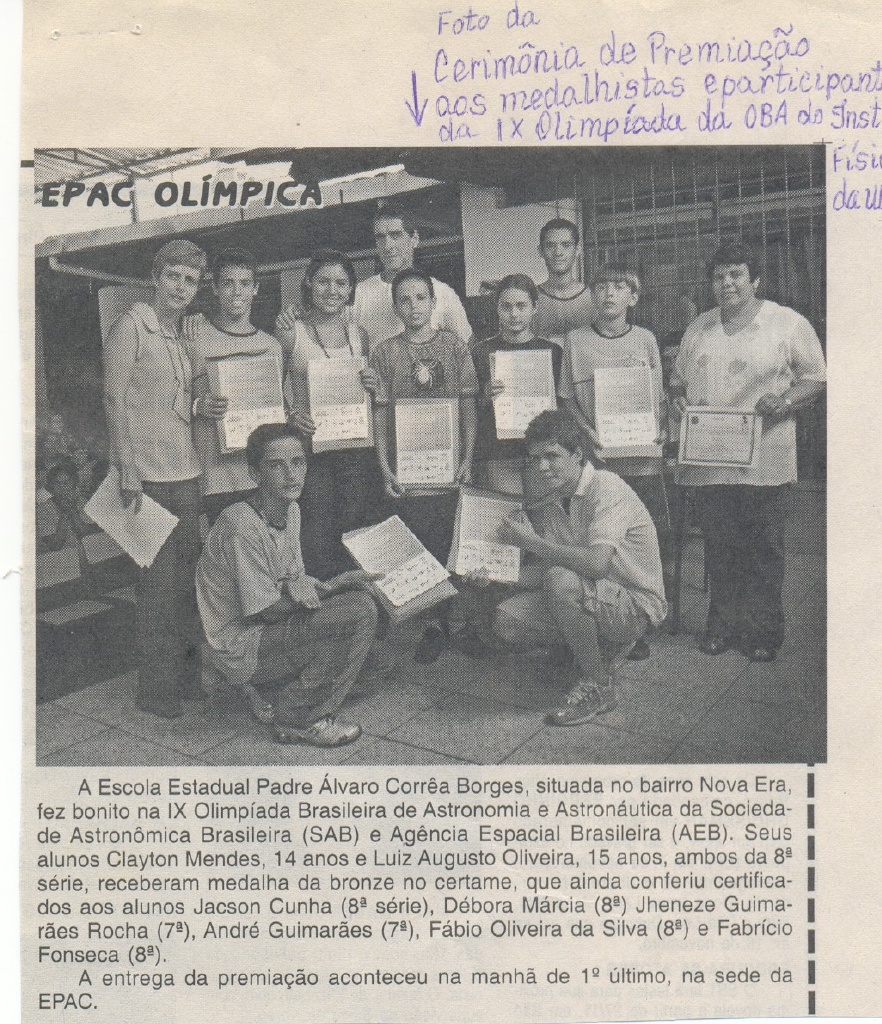 Foto da
Cerimônia de Premiação
aos medalhistas e participant
da IX Olimpíada da OBA do Inst
Físi
da U
EPAC OLÍMPICA
A Escola Estadual Padre Álvaro Corrêa Borges, situada no bairro Nova Era,
fez bonito na IX Olimpíada Brasileira de Astronomia e Astronáutica da Socieda-
de Astronômica Brasileira (SAB) e Agência Espacial Brasileira (AEB). Seus
alunos Clayton Mendes, 14 anos e Luiz Augusto Oliveira, 15 anos, ambos da 8ª
série, receberam medalha da bronze no certame, que ainda conferiu certifica-
dos aos alunos Jacson Cunha (8ª série), Débora Márcia (8ª) Jheneze Guima-
rães Rocha (7ª), André Guimarães (7ª), Fábio Oliveira da Silva (8ª) e Fabrício
Fonseca (8ª).
A entrega da premiação aconteceu na manhã de 1º último, na sede da
EPAC.